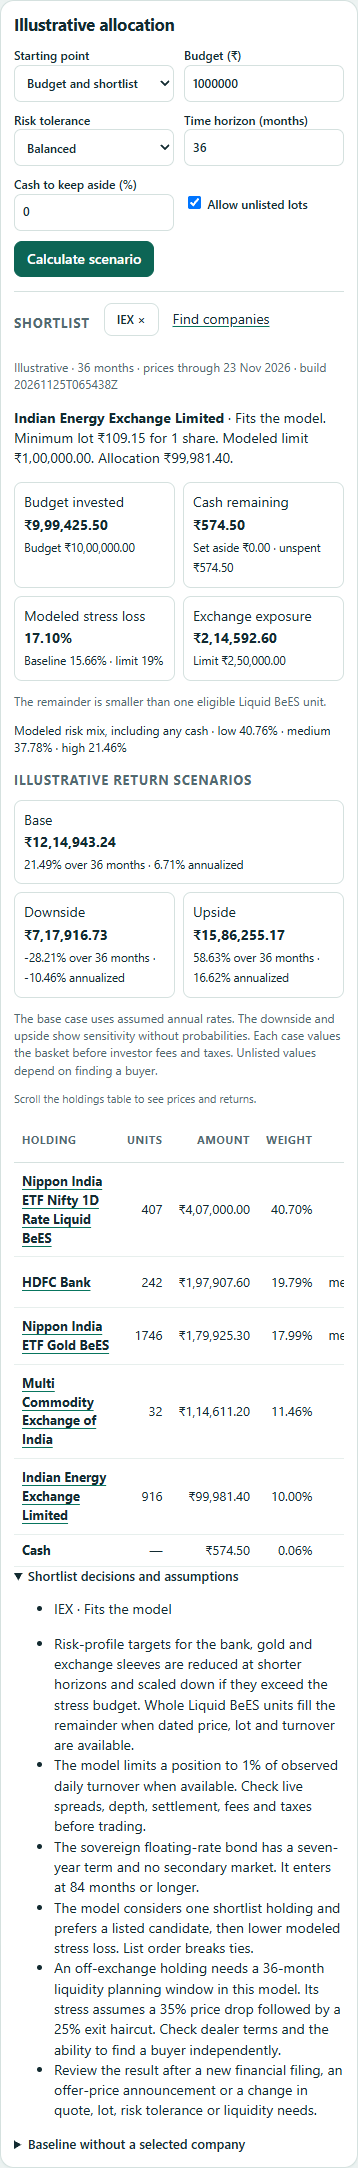 Illustrative allocation
Starting point
Budget (₹)
Budget and shortlist
1000000
Risk tolerance
Time horizon (months)
Balanced
36
Cash to keep aside (%)
0
Allow unlisted lots
Calculate scenario
SHORTLIST
IEX ×
Find companies
Illustrative · 36 months · prices through 23 Nov 2026 · build
20261125T065438Z
Indian Energy Exchange Limited · Fits the model.
Minimum lot ₹109.15 for 1 share. Modeled limit
₹1,00,000.00. Allocation ₹99,981.40.
Budget invested
₹9,99,425.50
Budget ₹10,00,000.00
Cash remaining
₹574.50
Set aside ₹0.00 · unspent
₹574.50
Modeled stress loss
17.10%
Baseline 15.66% · limit 19%
Exchange exposure
₹2,14,592.60
Limit ₹2,50,000.00
The remainder is smaller than one eligible Liquid BeES unit.
Modeled risk mix, including any cash · low 40.76% · medium
37.78% · high 21.46%
ILLUSTRATIVE RETURN SCENARIOS
Base
₹12,14,943.24
21.49% over 36 months · 6.71% annualized
Downside
₹7,17,916.73
-28.21% over 36 months ·
-10.46% annualized
Upside
₹15,86,255.17
58.63% over 36 months ·
16.62% annualized
The base case uses assumed annual rates. The downside and
upside show sensitivity without probabilities. Each case values
the basket before investor fees and taxes. Unlisted values
depend on finding a buyer.
Scroll the holdings table to see prices and returns.
HOLDING UNITS AMOUNT WEIGHT
Nippon India
ETF Nifty 1D
Rate Liquid
BeES
407 ₹4,07,000.00 40.70%
HDFC Bank 242 ₹1,97,907.60 19.79% me
Nippon India
ETF Gold BeES
1746 ₹1,79,925.30 17.99% me
Multi
Commodity
Exchange of
India
32 ₹1,14,611.20 11.46%
Indian Energy
Exchange
Limited
916 ₹99,981.40 10.00%
Cash — ₹574.50 0.06%
▼ Shortlist decisions and assumptions
• IEX · Fits the model
• Risk-profile targets for the bank, gold and
exchange sleeves are reduced at shorter
horizons and scaled down if they exceed the
stress budget. Whole Liquid BeES units fill the
remainder when dated price, lot and turnover
are available.
• The model limits a position to 1% of observed
daily turnover when available. Check live
spreads, depth, settlement, fees and taxes
before trading.
• The sovereign floating-rate bond has a seven-
year term and no secondary market. It enters
at 84 months or longer.
• The model considers one shortlist holding and
prefers a listed candidate, then lower modeled
stress loss. List order breaks ties.
• An off-exchange holding needs a 36-month
liquidity planning window in this model. Its
stress assumes a 35% price drop followed by a
25% exit haircut. Check dealer terms and the
ability to find a buyer independently.
• Review the result after a new financial filing, an
offer-price announcement or a change in
quote, lot, risk tolerance or liquidity needs.
▶ Baseline without a selected company